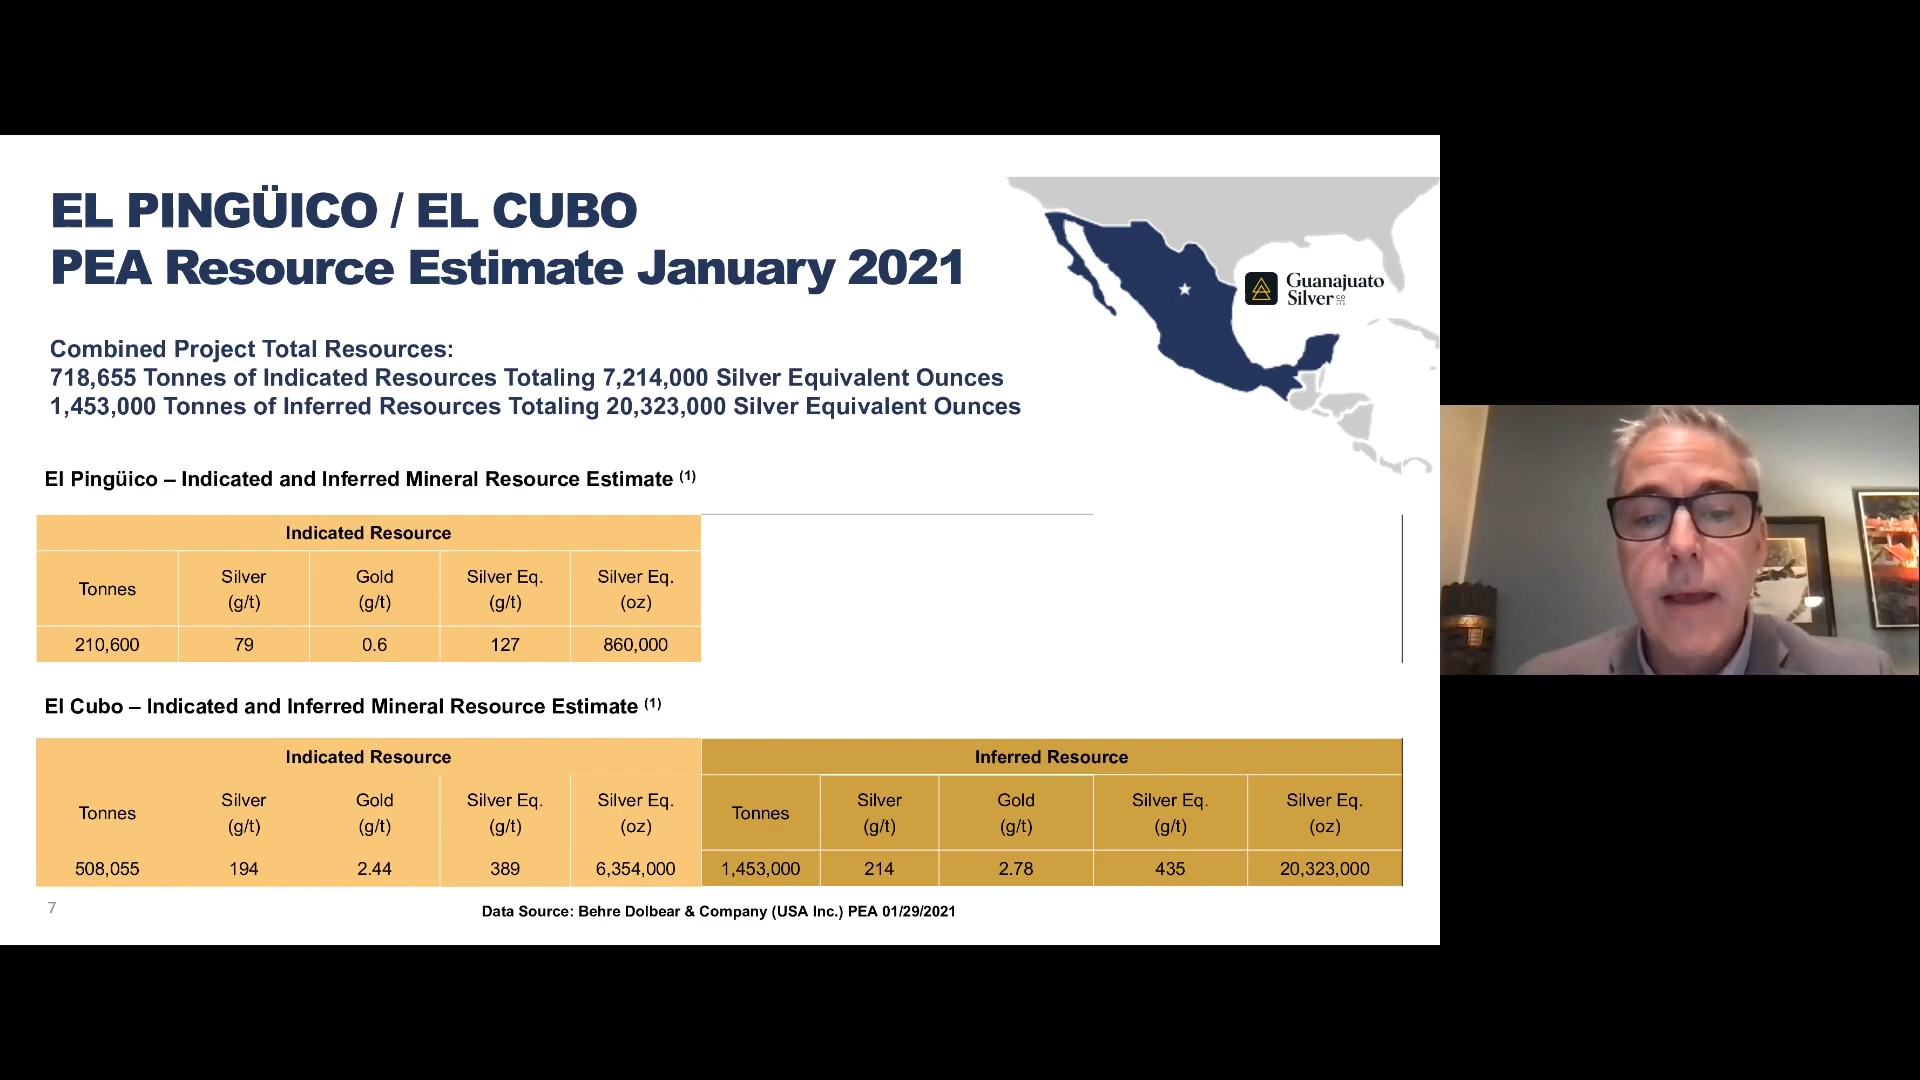 EL PINGÜICO / EL CUBO
PEA Resource Estimate January 2021
Guanajuato
Silver CO
Combined Project Total Resources:
718,655 Tonnes of Indicated Resources Totaling 7,214,000 Silver Equivalent Ounces
1,453,000 Tonnes of Inferred Resources Totaling 20,323,000 Silver Equivalent Ounces
El Pingüico – Indicated and Inferred Mineral Resource Estimate (1)
Indicated Resource
Tonnes Silver (g/t) Gold (g/t) Silver Eq. (g/t) Silver Eq. (oz)
210,600 79 0.6 127 860,000
El Cubo – Indicated and Inferred Mineral Resource Estimate (1)
Indicated Resource Inferred Resource
Tonnes Silver (g/t) Gold (g/t) Silver Eq. (g/t) Silver Eq. (oz) Tonnes Silver (g/t) Gold (g/t) Silver Eq. (g/t) Silver Eq. (oz)
508,055 194 2.44 389 6,354,000 1,453,000 214 2.78 435 20,323,000
7
Data Source: Behre Dolbear & Company (USA Inc.) PEA 01/29/2021